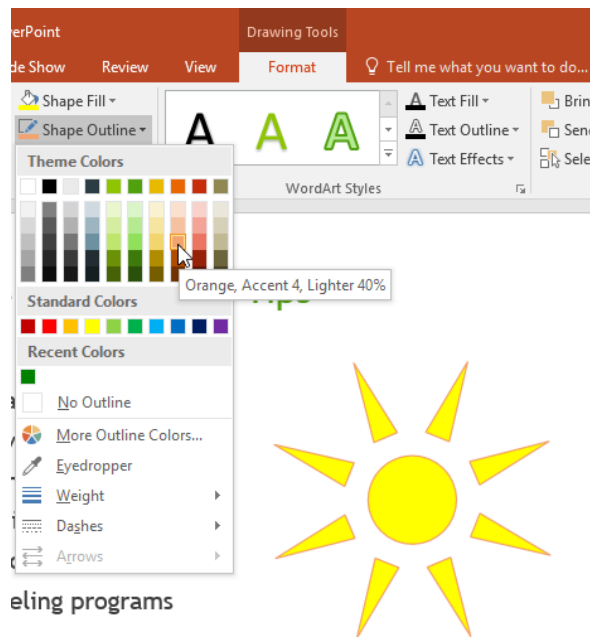 erPoint
Drawing Tools
de Show Review View Format Tell me what you want to do...
Shape Fill
Shape Outline
A A A
A Text Fill
A Text Outline
A Text Effects
Brin
Send
Sele
WordArt Styles
Theme Colors
Orange, Accent 4, Lighter 40%
Standard Colors
Recent Colors
No Outline
More Outline Colors...
Eyedropper
Weight
Dashes
Arrows
eling programs